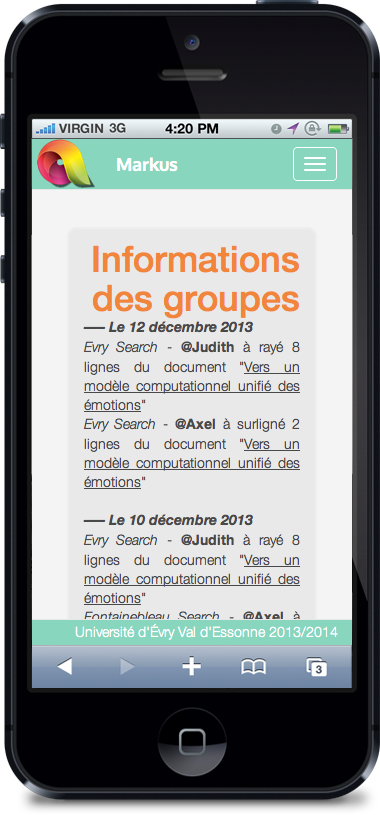 VIRGIN 3G 4:20 PM
Markus
Informations
des groupes
—– Le 12 décembre 2013
Evry Search - @Judith à rayé 8
lignes du document "Vers un
modèle computationnel unifié des
émotions"
Evry Search - @Axel à surligné 2
lignes du document "Vers un
modèle computationnel unifié des
émotions"
—– Le 10 décembre 2013
Evry Search - @Judith à rayé 8
lignes du document "Vers un
modèle computationnel unifié des
émotions"
Fontainebleau Search - @Axel à
Université d'Évry Val d'Essonne 2013/2014
3